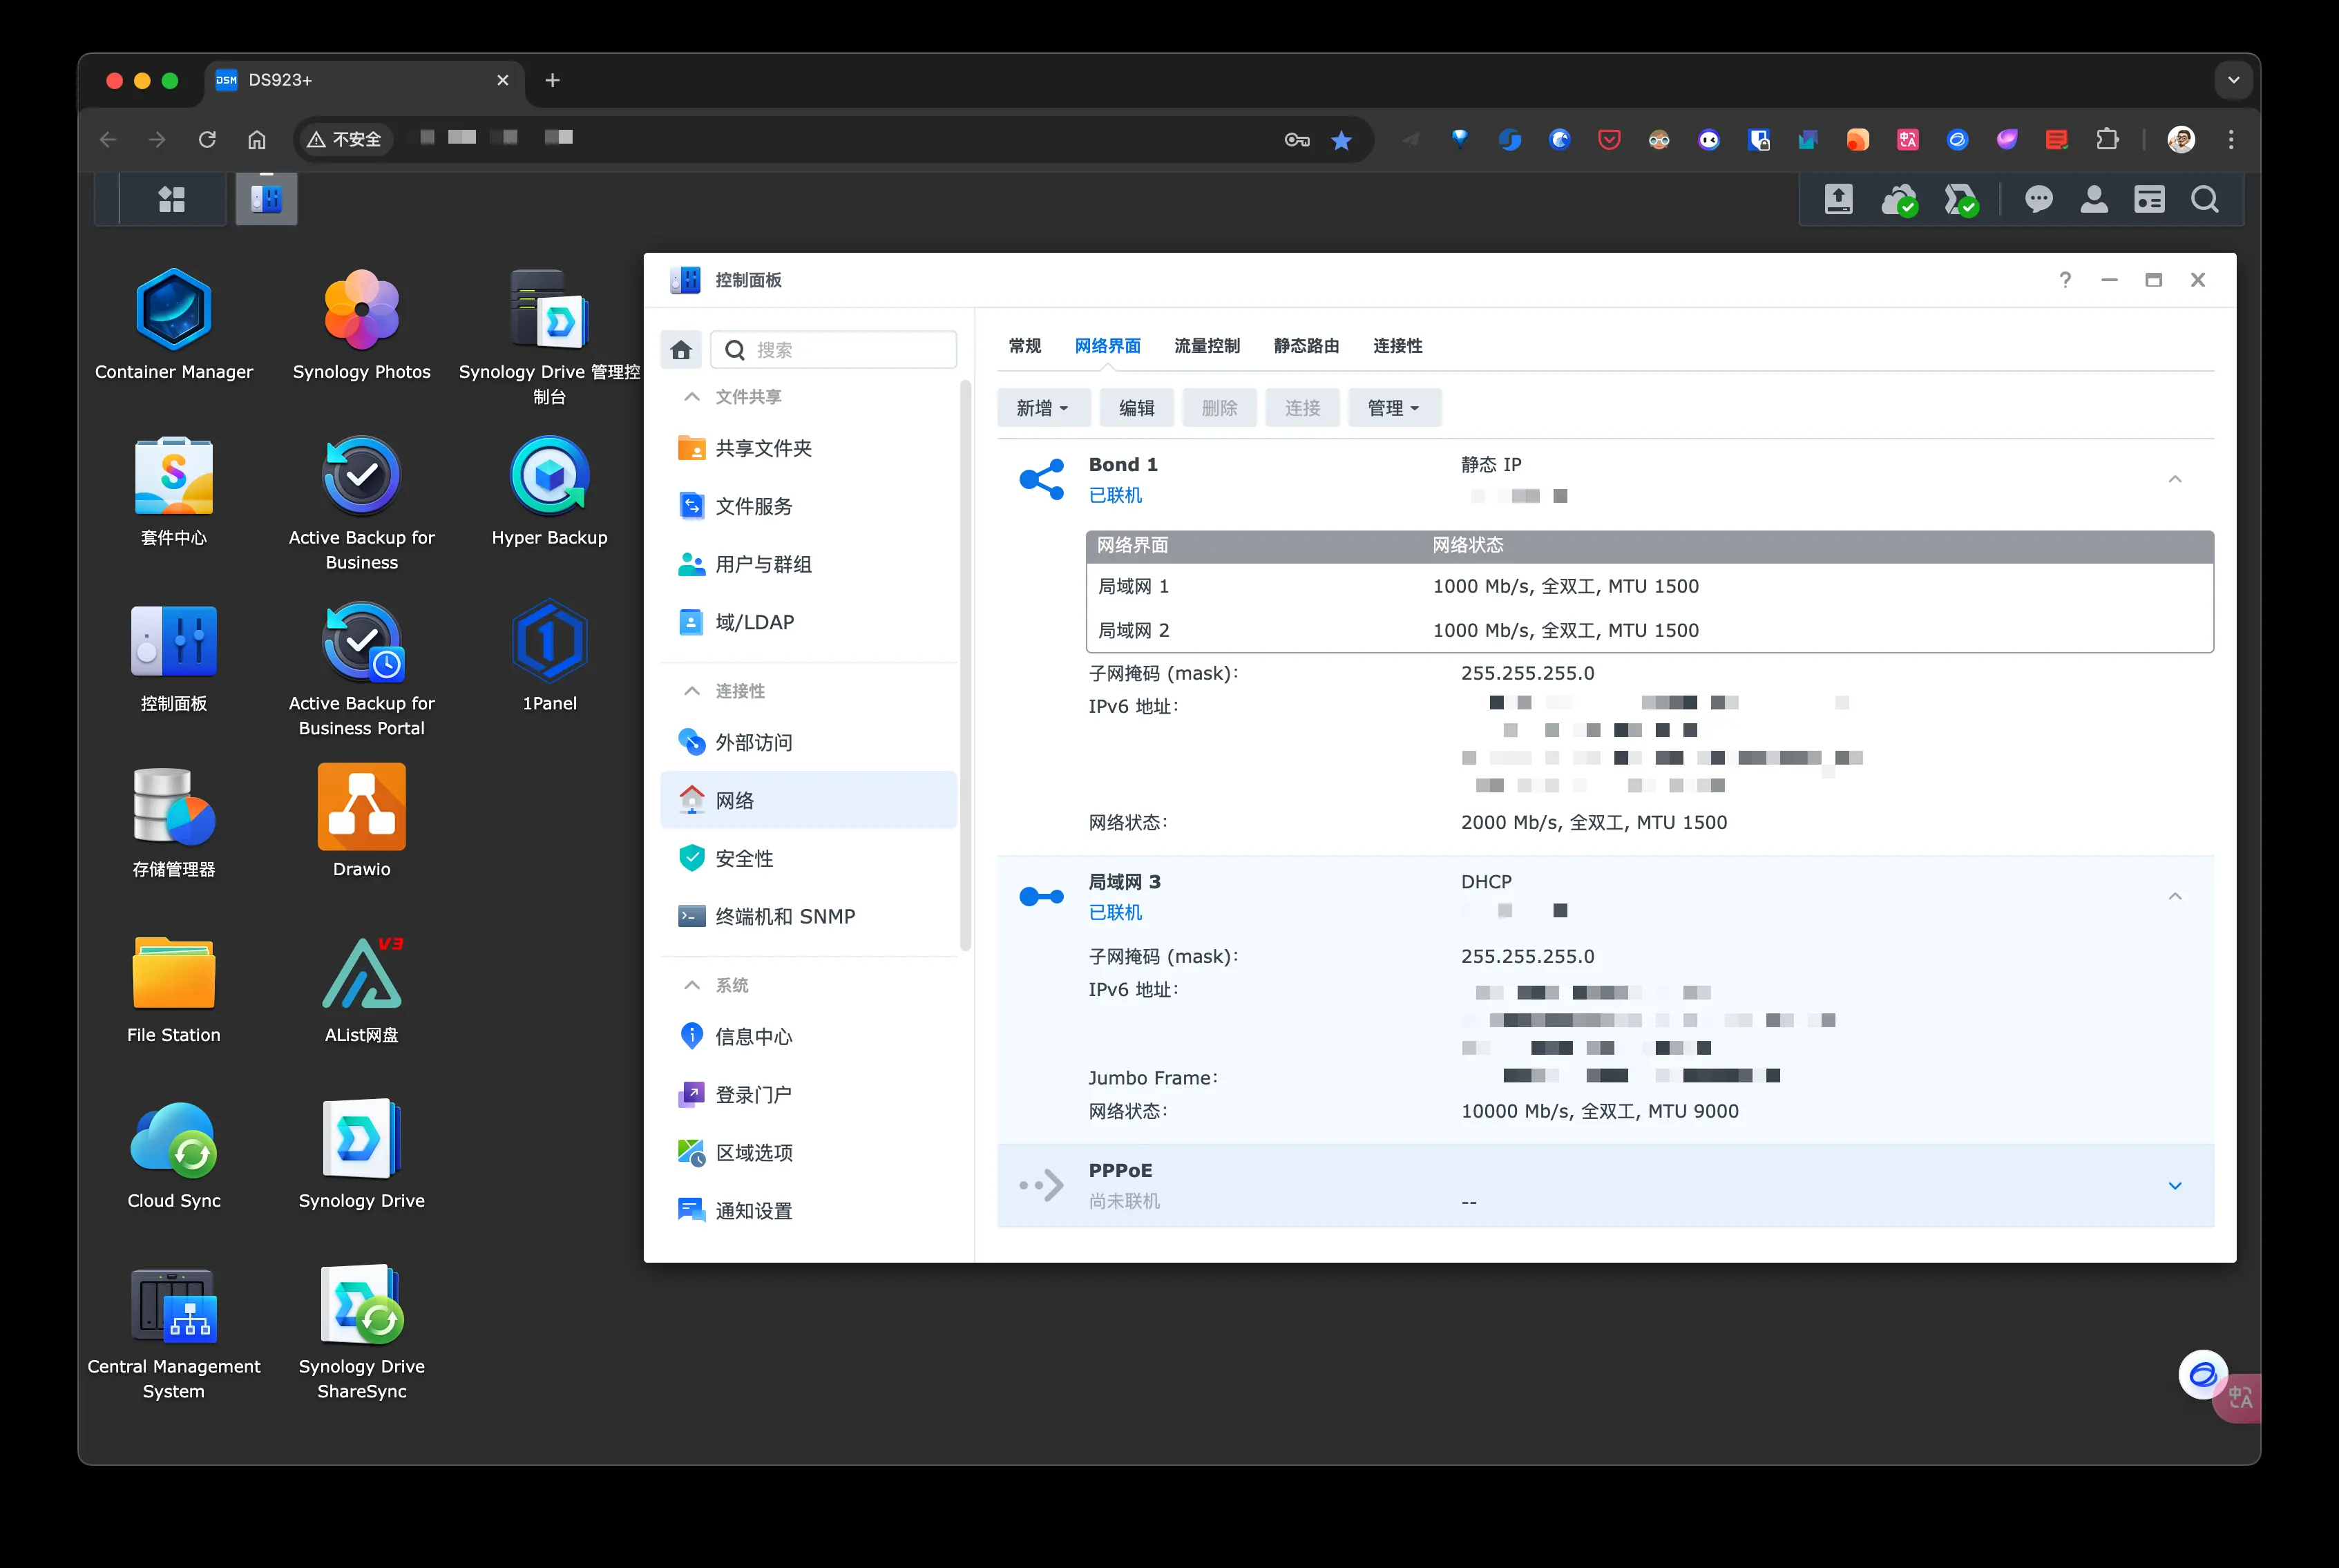 DSM DS923+
不安全
控制面板
Container Manager
Synology Photos
Synology Drive 管理控
制台
套件中心
Active Backup for
Business
Hyper Backup
控制面板
Active Backup for
Business Portal
1Panel
存储管理器
Drawio
File Station
V3
AList网盘
Cloud Sync
Synology Drive
Central Management
System
Synology Drive
ShareSync
搜索
文件共享
共享文件夹
文件服务
用户与群组
域/LDAP
连接性
外部访问
网络
安全性
终端机和 SNMP
系统
信息中心
登录门户
区域选项
通知设置
常规 网络界面 流量控制 静态路由 连接性
新增 编辑 删除 连接 管理
Bond 1 静态 IP
已联机
网络界面 网络状态
局域网 1 1000 Mb/s, 全双工, MTU 1500
局域网 2 1000 Mb/s, 全双工, MTU 1500
子网掩码 (mask): 255.255.255.0
IPv6 地址:
网络状态: 2000 Mb/s, 全双工, MTU 1500
局域网 3 DHCP
已联机
子网掩码 (mask): 255.255.255.0
IPv6 地址:
Jumbo Frame:
网络状态: 10000 Mb/s, 全双工, MTU 9000
PPPoE
尚未联机 --
中A